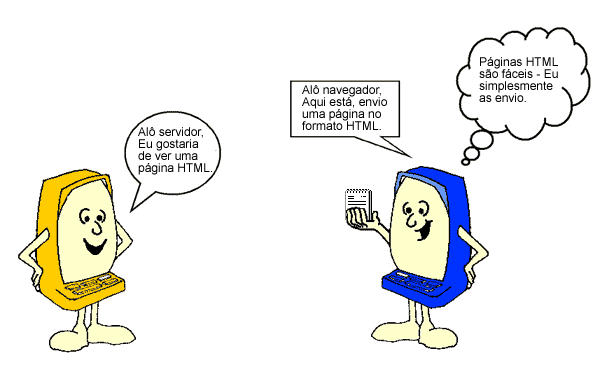 Alô servidor,
Eu gostaria
de ver uma
página HTML.
Alô navegador,
Aqui está, envio
uma página no
formato HTML.
Páginas HTML
são fáceis - Eu
simplesmente
as envio.